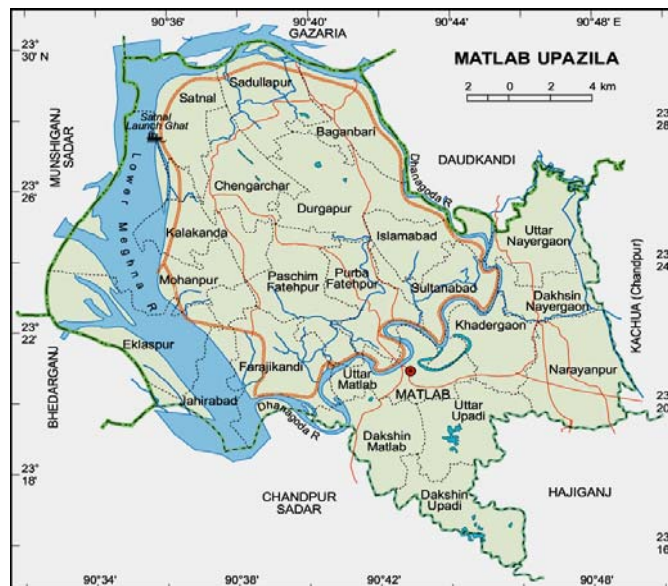 90°36'
90°40'
90°44'
90°48' E
GAZARIA
23°
30' N
MATLAB UPAZILA
2 0 2 4 km
Sadullapur
Satnal
Satnal
Launch Ghat
Baganbari
MUNSHIGANJ
SADAR
DAUDKANDI
Dhanagoda R
Lower Meghna R
23°
26'
Chengarchar
Durgapur
Uttar
Nayergaon
Kalakanda
Islamabad
Mohanpur
Paschim
Fatehpur
Purba
Fatehpur
Sultanabad
Dakhsin
Nayergaon
KACHUA (Chandpur)
Khadergaon
23°
22'
Eklaspur
Farajikandi
Uttar
Matlab
Narayanpur
BHEDARGANJ
MATLAB
Jahirabad
Dhanagoda R
Uttar
Upadi
Dakshin
Matlab
23°
18'
CHANDPUR
SADAR
Dakshin
Upadi
HAJIGANJ
90°34'
90°38'
90°42'
90°48'